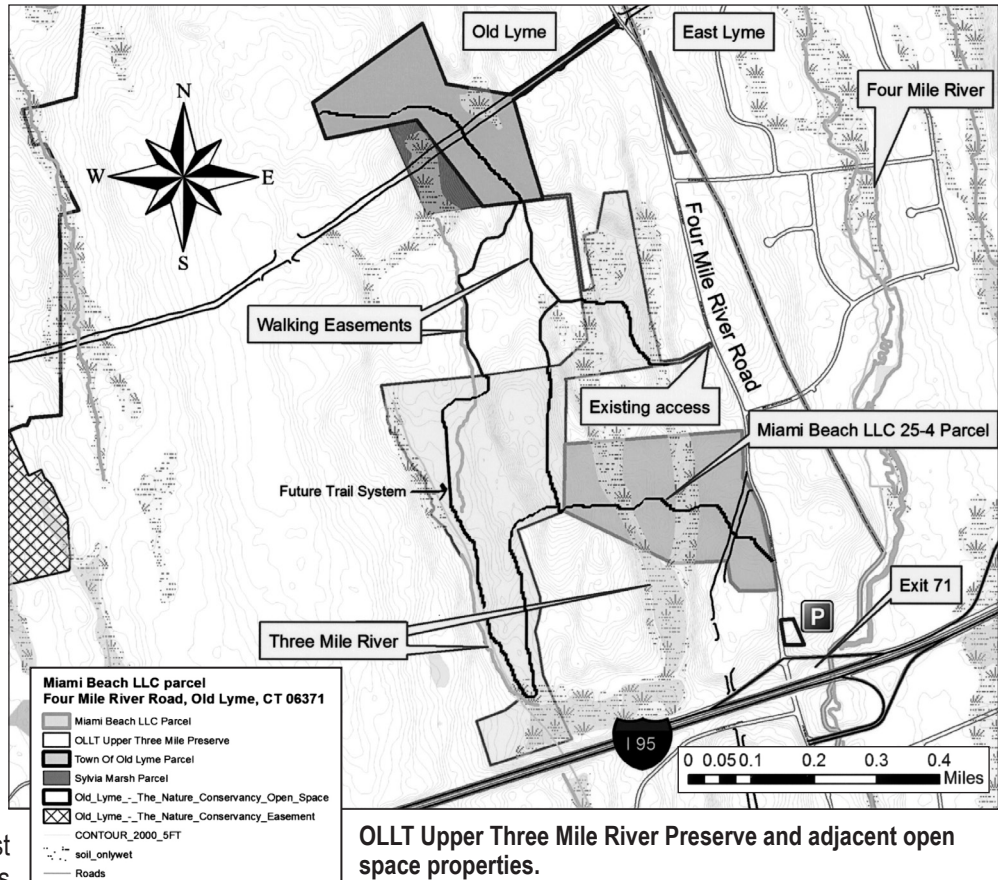 Old Lyme
East Lyme
Four Mile River
N
W
E
S
Four Mile River Road
Walking Easements
Existing access
Miami Beach LLC 25-4 Parcel
Future Trail System
Exit 71
P
Three Mile River
I 95
0 0.05 0.1 0.2 0.3 0.4
Miles
Miami Beach LLC parcel
Four Mile River Road, Old Lyme, CT 06371
Miami Beach LLC Parcel
OLLT Upper Three Mile Preserve
Town Of Old Lyme Parcel
Sylvia Marsh Parcel
Old_Lyme_-_The_Nature_Conservancy_Open_Space
Old_Lyme_-_The_Nature_Conservancy_Easement
CONTOUR_2000_5FT
soil_onlywet
Roads
OLLT Upper Three Mile River Preserve and adjacent open
space properties.